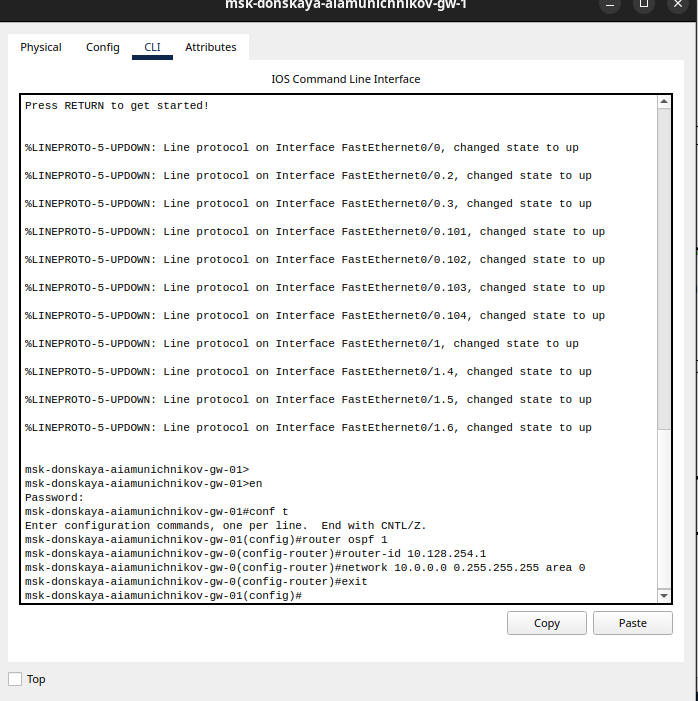 msk-donskaya-aiamunichnikov-gw-1
Physical Config CLI Attributes
IOS Command Line Interface
Press RETURN to get started!
%LINEPROTO-5-UPDOWN: Line protocol on Interface FastEthernet0/0, changed state to up
%LINEPROTO-5-UPDOWN: Line protocol on Interface FastEthernet0/0.2, changed state to up
%LINEPROTO-5-UPDOWN: Line protocol on Interface FastEthernet0/0.3, changed state to up
%LINEPROTO-5-UPDOWN: Line protocol on Interface FastEthernet0/0.101, changed state to up
%LINEPROTO-5-UPDOWN: Line protocol on Interface FastEthernet0/0.102, changed state to up
%LINEPROTO-5-UPDOWN: Line protocol on Interface FastEthernet0/0.103, changed state to up
%LINEPROTO-5-UPDOWN: Line protocol on Interface FastEthernet0/0.104, changed state to up
%LINEPROTO-5-UPDOWN: Line protocol on Interface FastEthernet0/1, changed state to up
%LINEPROTO-5-UPDOWN: Line protocol on Interface FastEthernet0/1.4, changed state to up
%LINEPROTO-5-UPDOWN: Line protocol on Interface FastEthernet0/1.5, changed state to up
%LINEPROTO-5-UPDOWN: Line protocol on Interface FastEthernet0/1.6, changed state to up
msk-donskaya-aiamunichnikov-gw-01>
msk-donskaya-aiamunichnikov-gw-01>en
Password:
msk-donskaya-aiamunichnikov-gw-01#conf t
Enter configuration commands, one per line.  End with CNTL/Z.
msk-donskaya-aiamunichnikov-gw-01(config)#router ospf 1
msk-donskaya-aiamunichnikov-gw-0(config-router)#router-id 10.128.254.1
msk-donskaya-aiamunichnikov-gw-0(config-router)#network 10.0.0.0 0.255.255.255 area 0
msk-donskaya-aiamunichnikov-gw-0(config-router)#exit
msk-donskaya-aiamunichnikov-gw-01(config)#
Copy Paste
Top